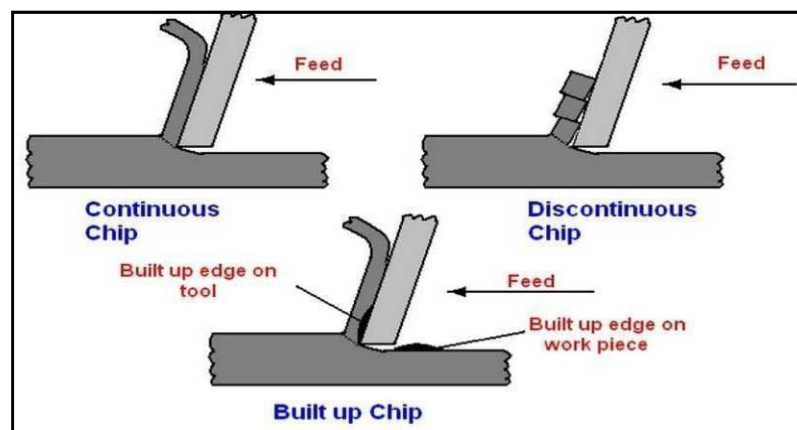 Feed
Feed
Continuous
Chip
Discontinuous
Chip
Built up edge on
tool
Feed
Built up edge on
work piece
Built up Chip